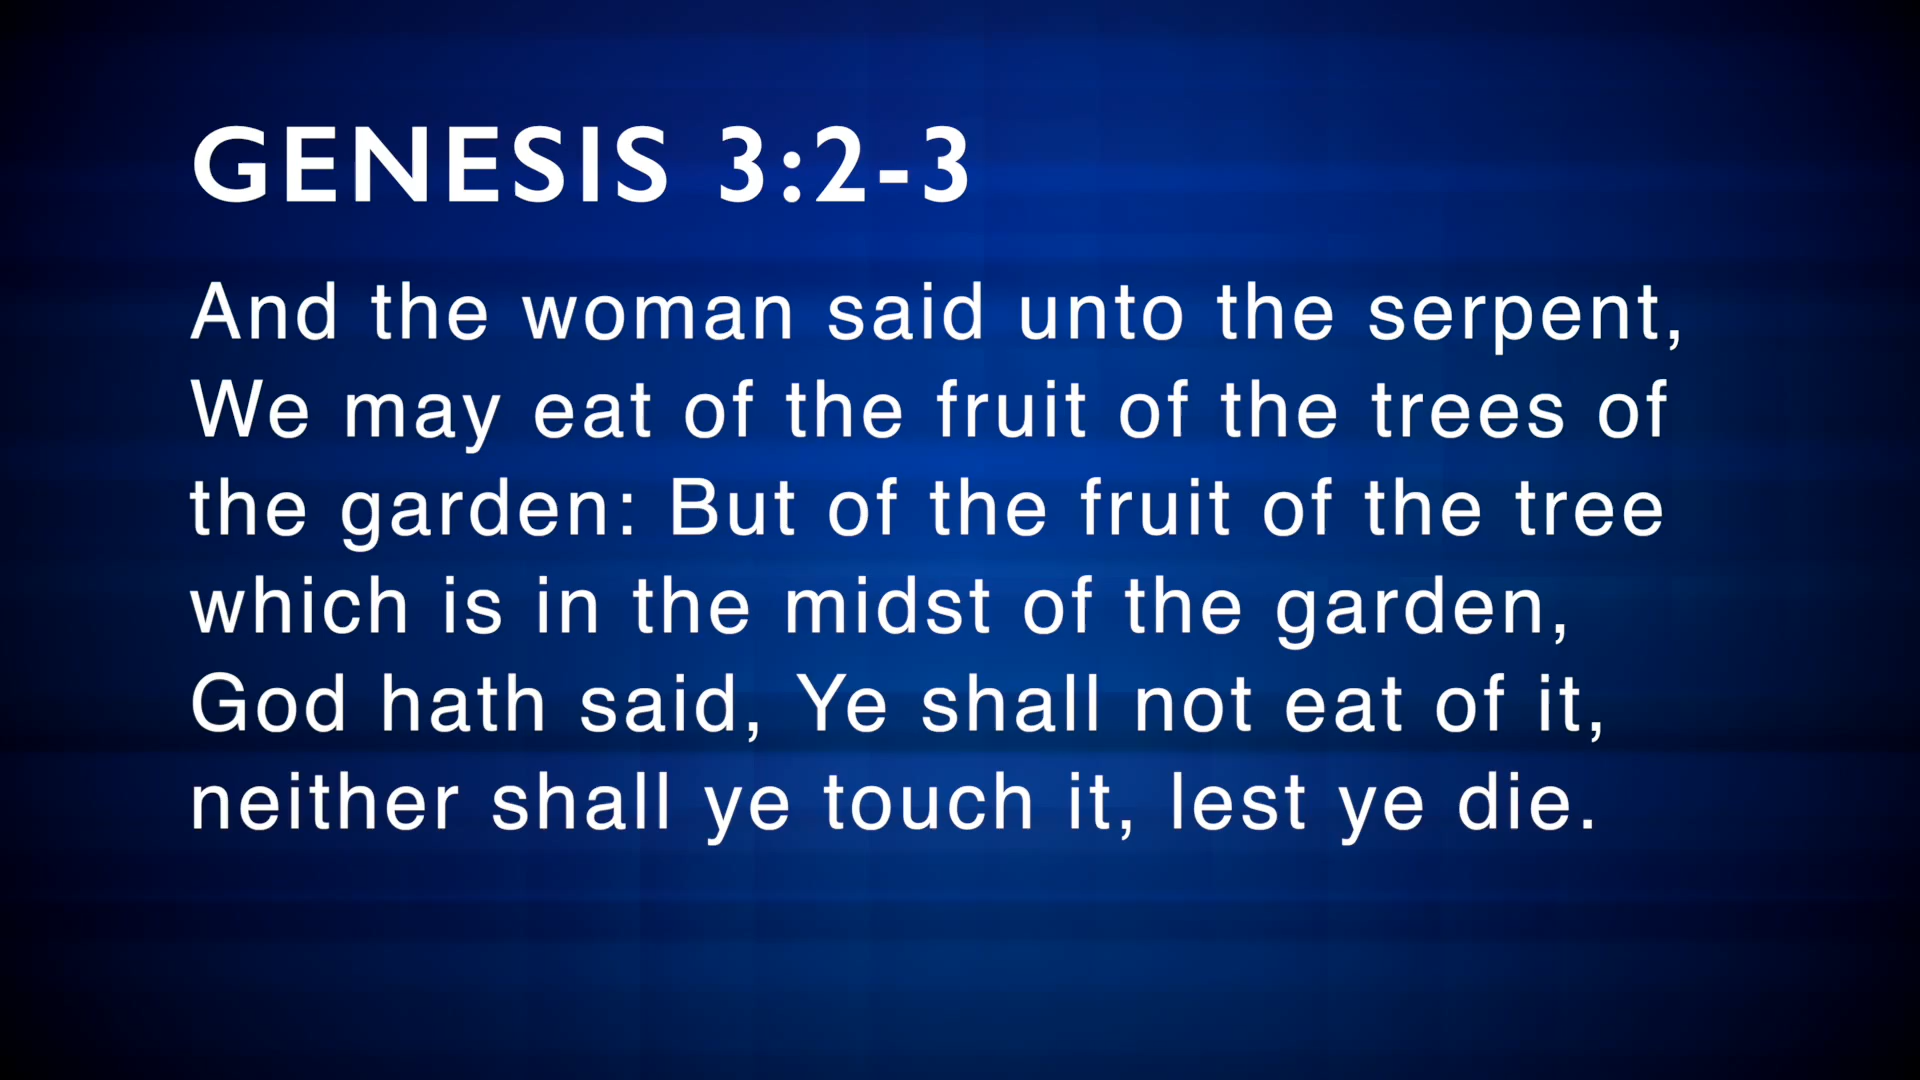 GENESIS 3:2-3
And the woman said unto the serpent,
We may eat of the fruit of the trees of
the garden: But of the fruit of the tree
which is in the midst of the garden,
God hath said, Ye shall not eat of it,
neither shall ye touch it, lest ye die.